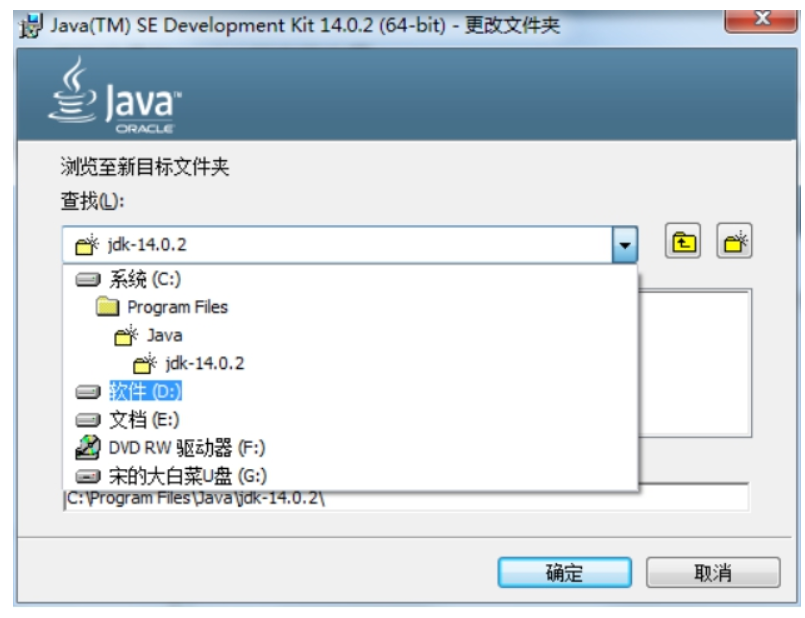 Java(TM) SE Development Kit 14.0.2 (64-bit) - 更改文件夹
Java™
ORACLE
浏览至新目标文件夹
查找(L):
jdk-14.0.2
系统 (C:)
Program Files
Java
jdk-14.0.2
软件 (D:)
文档 (E:)
DVD RW 驱动器 (F:)
宋的大白菜U盘 (G:)
C:\Program Files\Java\jdk-14.0.2\
确定
取消